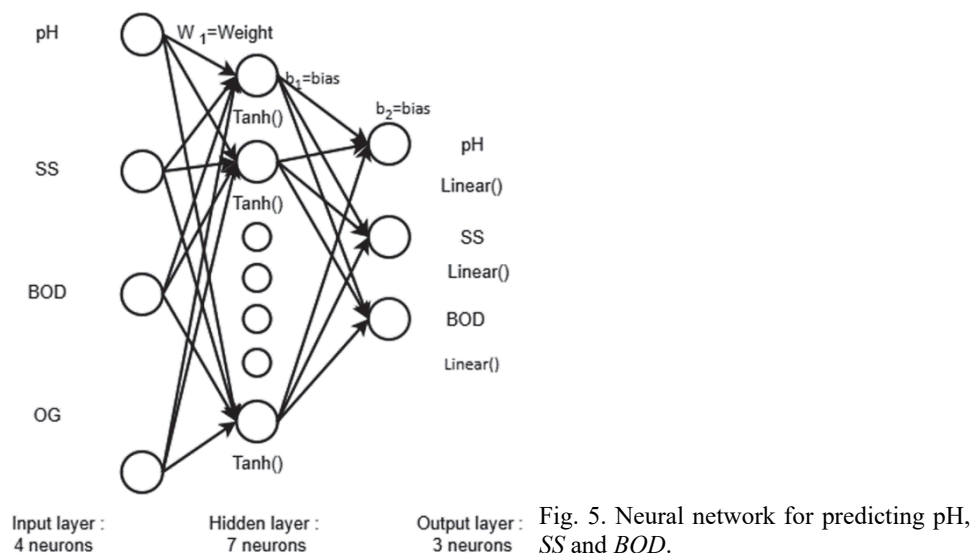 pH
W 1=Weight
b1=bias
Tanh()
b2=bias
pH
Linear()
SS
Tanh()
SS
Linear()
BOD
BOD
Linear()
OG
Tanh()
Input layer :
4 neurons
Hidden layer :
7 neurons
Output layer :
3 neurons
Fig. 5. Neural network for predicting pH,
SS and BOD.